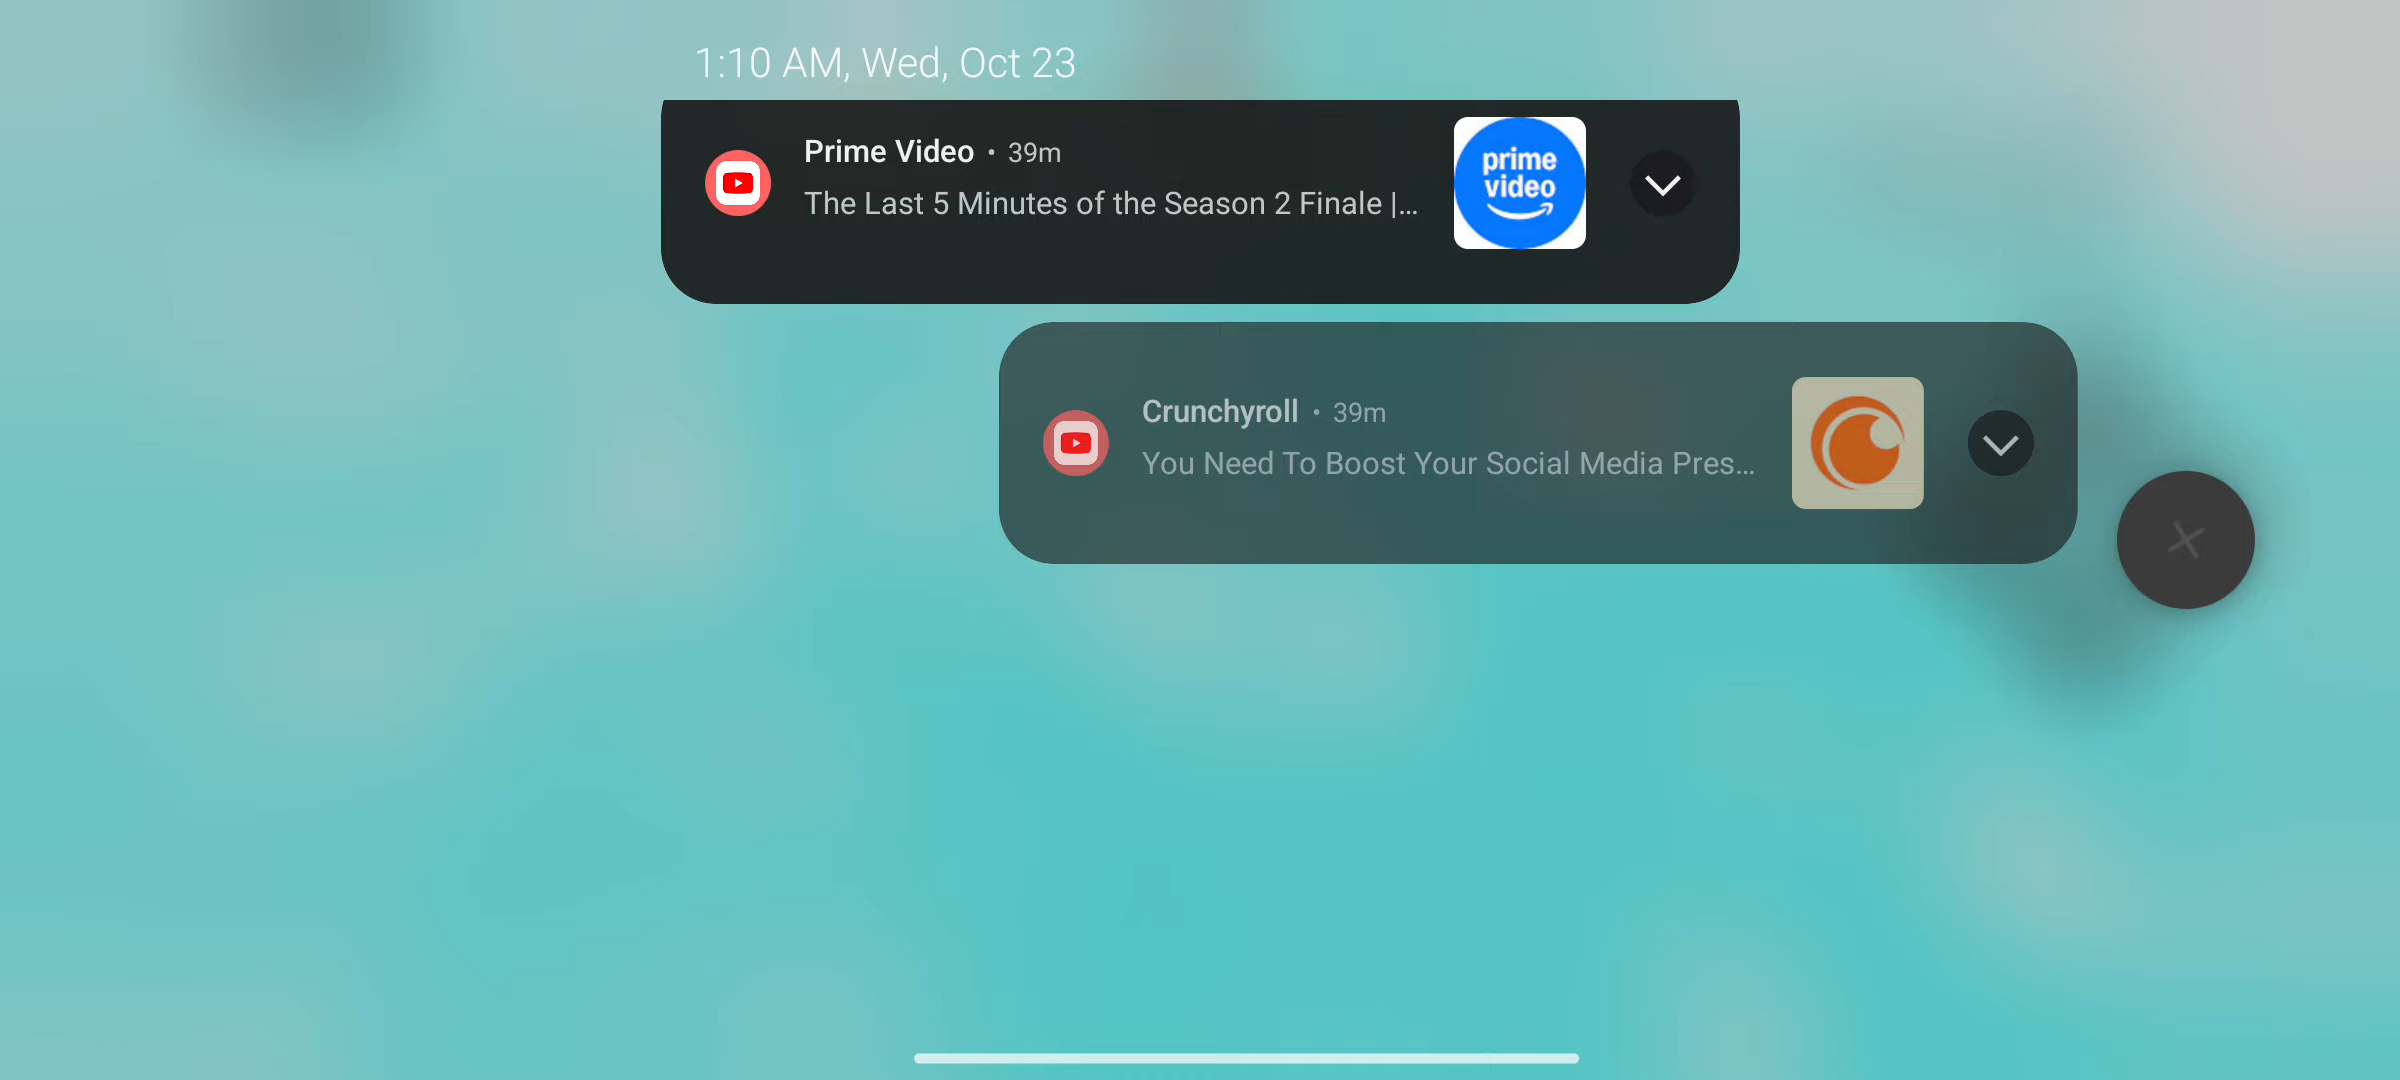 1:10 AM, Wed, Oct 23
Prime Video • 39m
The Last 5 Minutes of the Season 2 Finale |...
prime
video
Crunchyroll • 39m
You Need To Boost Your Social Media Pres...